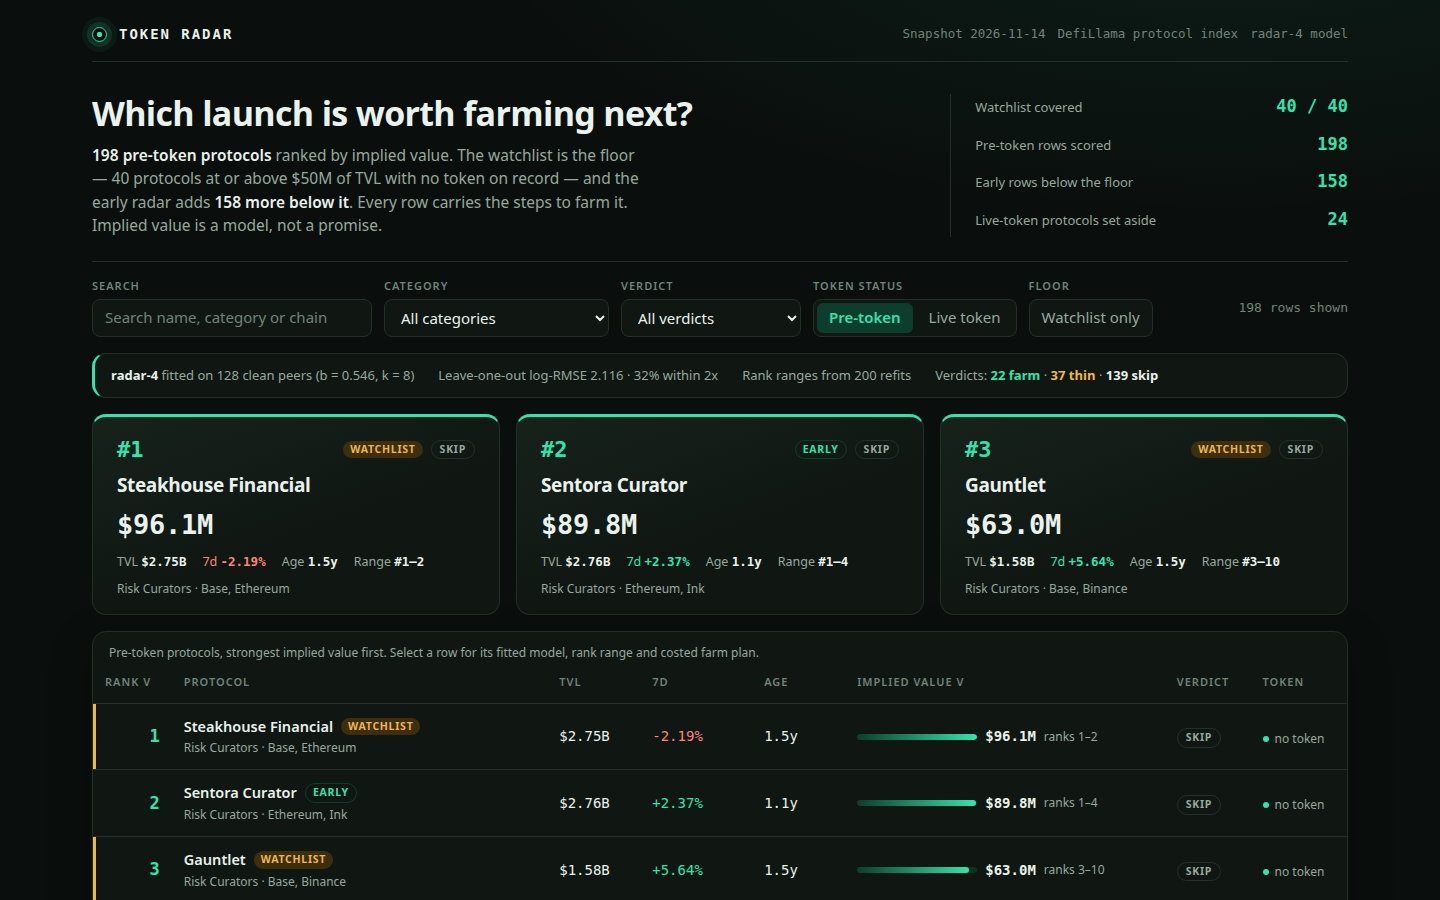 TOKEN RADAR
Snapshot 2026-11-14 DefiLlama protocol index radar-4 model
Which launch is worth farming next?
198 pre-token protocols ranked by implied value. The watchlist is the floor
— 40 protocols at or above $50M of TVL with no token on record — and the
early radar adds 158 more below it. Every row carries the steps to farm it.
Implied value is a model, not a promise.
Watchlist covered 40 / 40
Pre-token rows scored 198
Early rows below the floor 158
Live-token protocols set aside 24
SEARCH CATEGORY VERDICT TOKEN STATUS FLOOR
Search name, category or chain All categories All verdicts Pre-token Live token Watchlist only 198 rows shown
radar-4 fitted on 128 clean peers (b = 0.546, k = 8) Leave-one-out log-RMSE 2.116 · 32% within 2x Rank ranges from 200 refits Verdicts: 22 farm · 37 thin · 139 skip
#1 WATCHLIST SKIP
Steakhouse Financial
$96.1M
TVL $2.75B 7d -2.19% Age 1.5y Range #1–2
Risk Curators · Base, Ethereum
#2 EARLY SKIP
Sentora Curator
$89.8M
TVL $2.76B 7d +2.37% Age 1.1y Range #1–4
Risk Curators · Ethereum, Ink
#3 WATCHLIST SKIP
Gauntlet
$63.0M
TVL $1.58B 7d +5.64% Age 1.5y Range #3–10
Risk Curators · Base, Binance
Pre-token protocols, strongest implied value first. Select a row for its fitted model, rank range and costed farm plan.
RANK V PROTOCOL TVL 7D AGE IMPLIED VALUE V VERDICT TOKEN
1 Steakhouse Financial WATCHLIST $2.75B -2.19% 1.5y $96.1M ranks 1–2 SKIP no token
Risk Curators · Base, Ethereum
2 Sentora Curator EARLY $2.76B +2.37% 1.1y $89.8M ranks 1–4 SKIP no token
Risk Curators · Ethereum, Ink
3 Gauntlet WATCHLIST $1.58B +5.64% 1.5y $63.0M ranks 3–10 SKIP no token
Risk Curators · Base, Binance